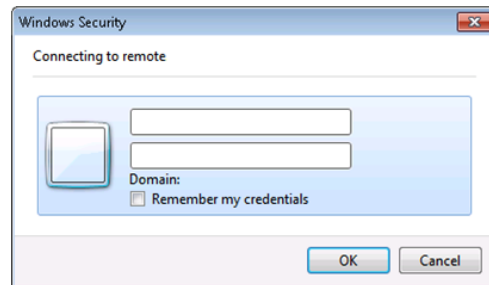 Windows Security
Connecting to remote
Domain:
Remember my credentials
OK
Cancel